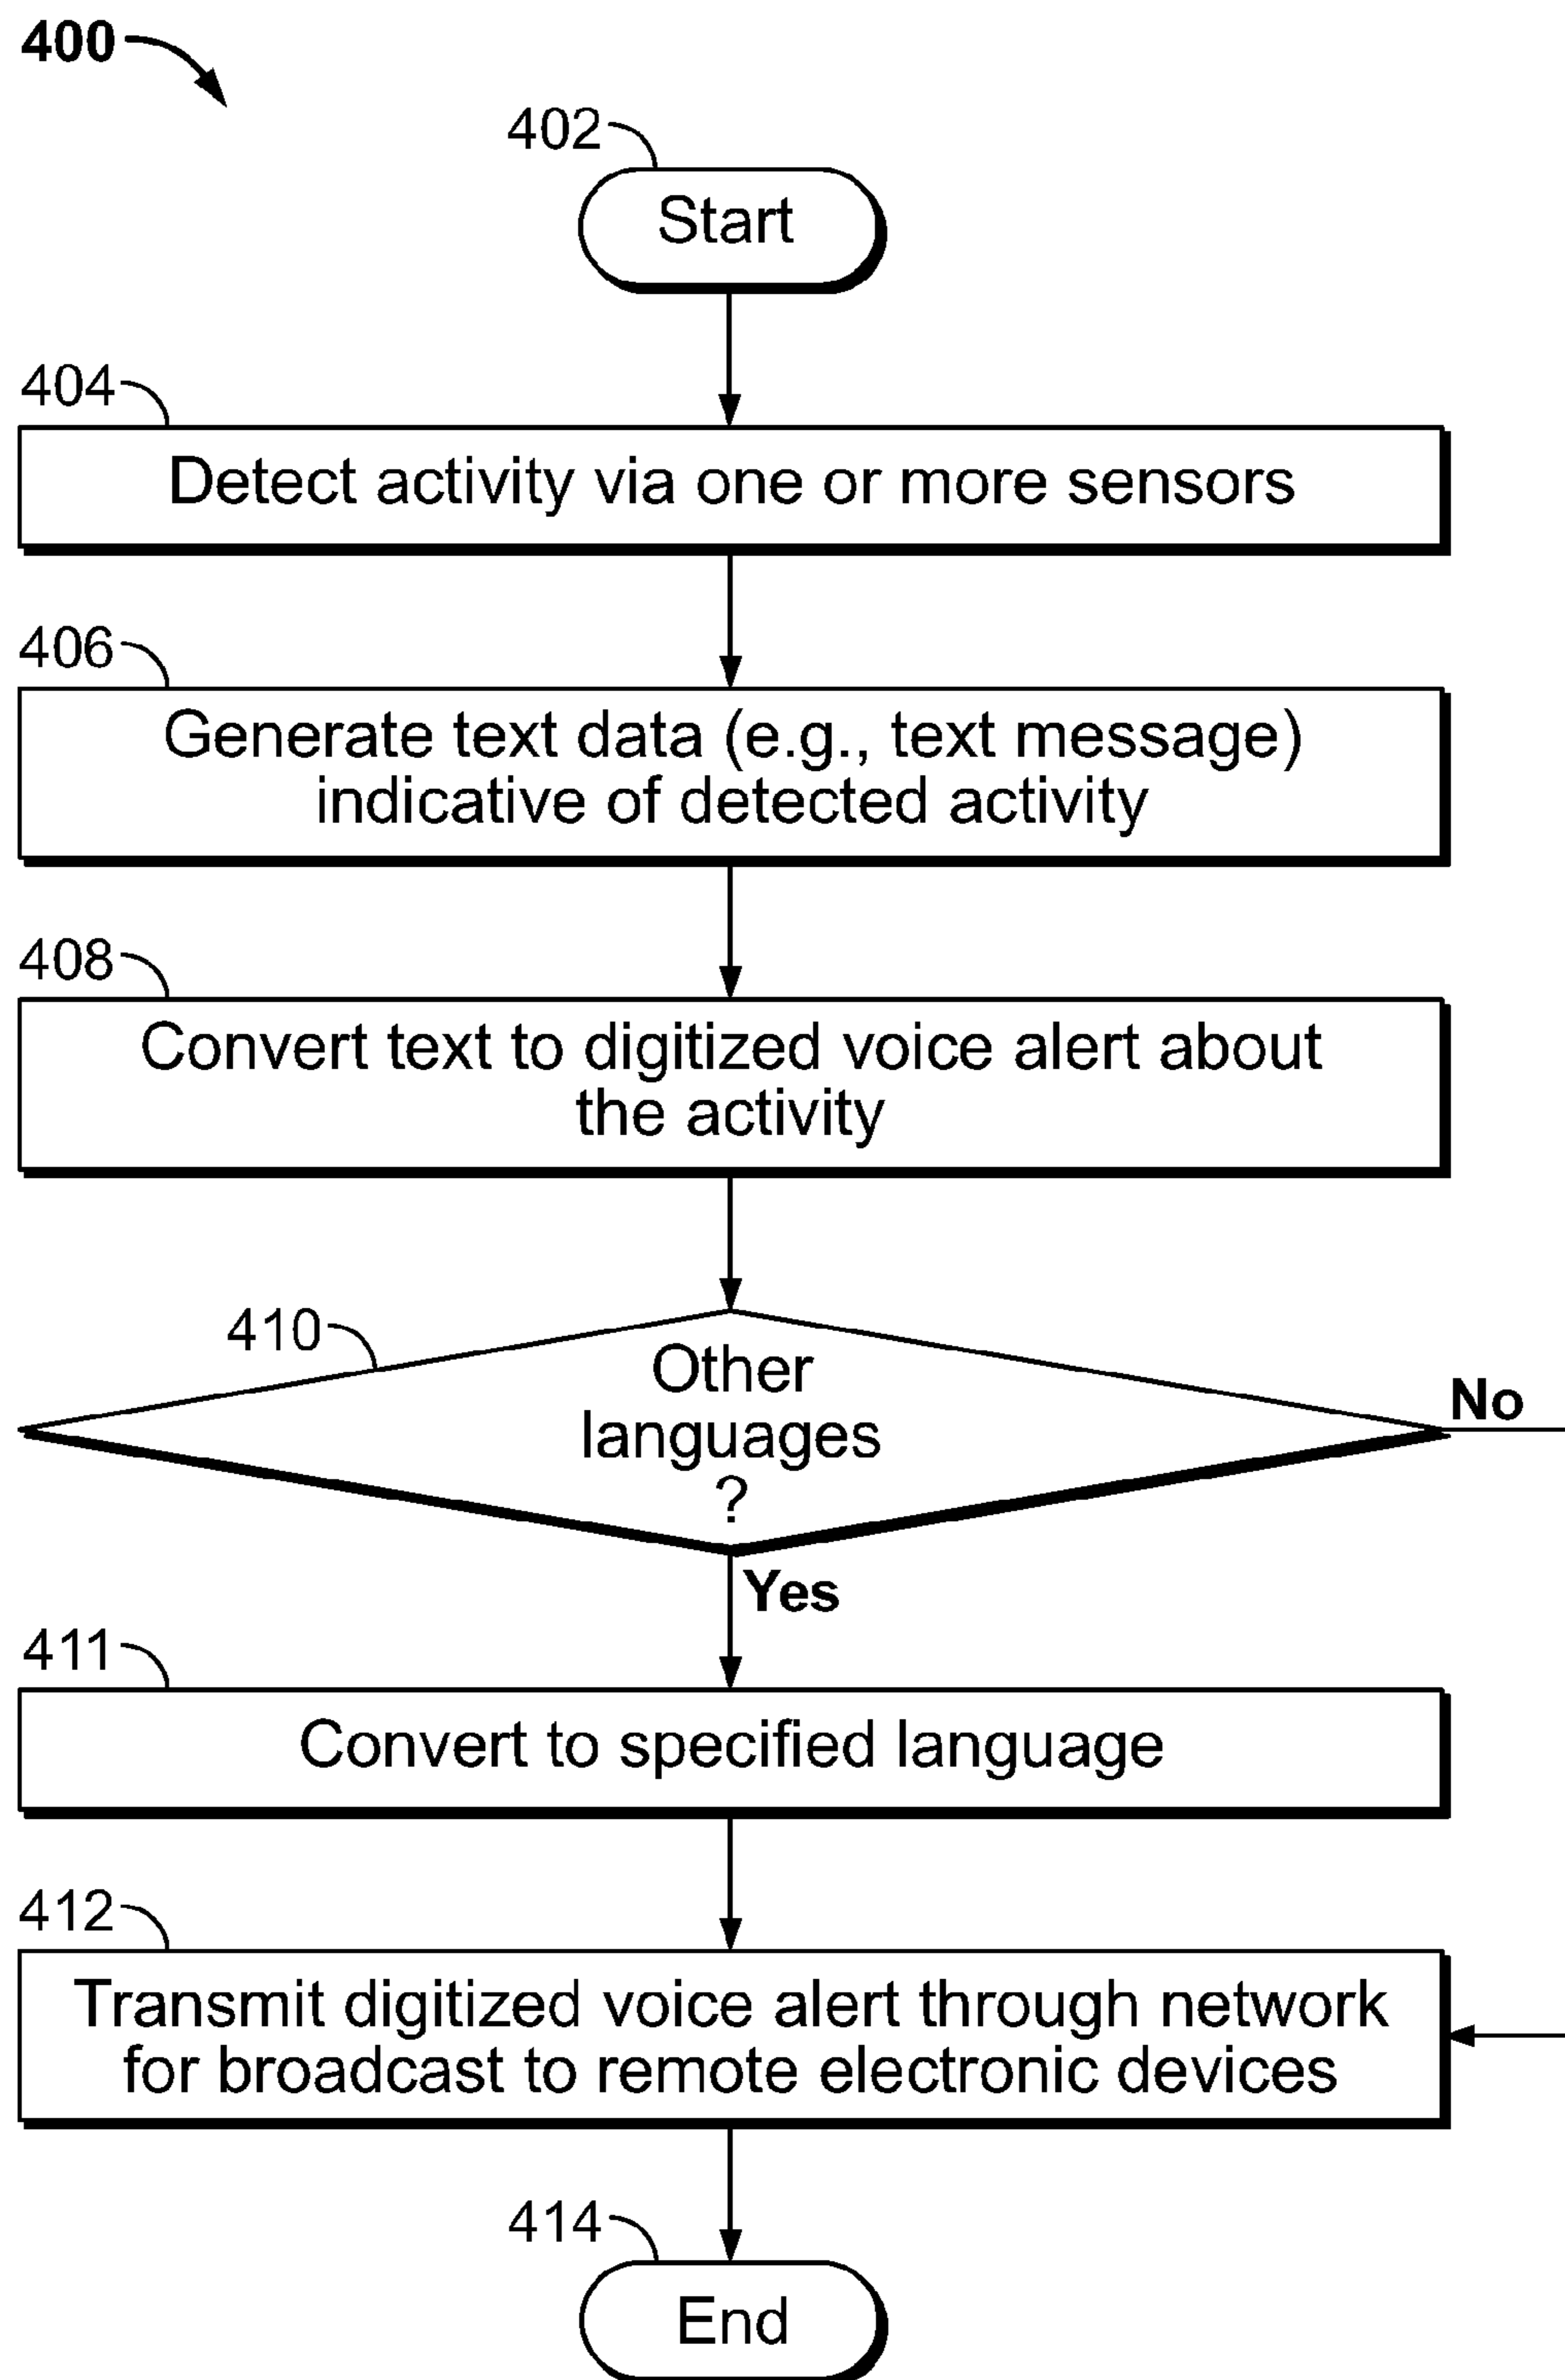 400
402
Start
404
Detect activity via one or more sensors
406
Generate text data (e.g., text message)
indicative of detected activity
408
Convert text to digitized voice alert about
the activity
410
Other
languages
?
No
Yes
411
Convert to specified language
412
Transmit digitized voice alert through network
for broadcast to remote electronic devices
414
End